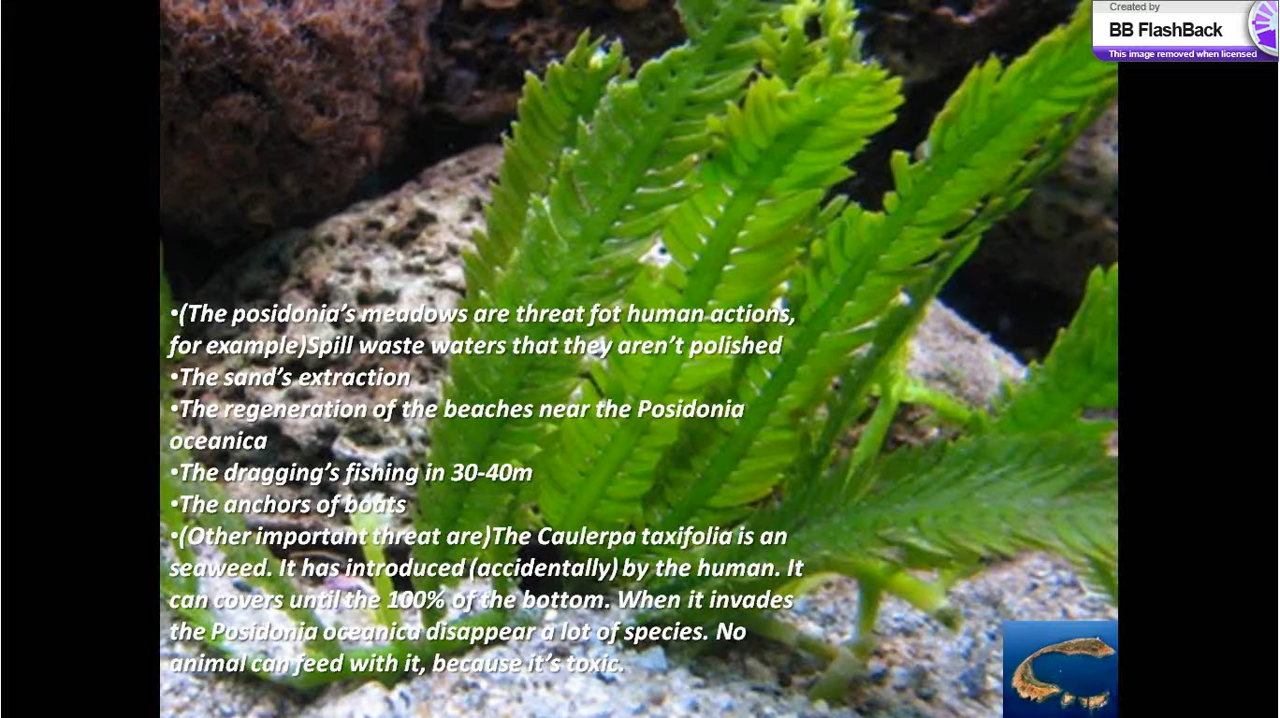 Created by
BB FlashBack
This image removed when licensed
•(The posidonia's meadows are threat fot human actions,
for example)Spill waste waters that they aren't polished
•The sand's extraction
•The regeneration of the beaches near the Posidonia
oceanica
•The dragging's fishing in 30-40m
•The anchors of boats
•(Other important threat are)The Caulerpa taxifolia is an
seaweed. It has introduced (accidentally) by the human. It
can covers until the 100% of the bottom. When it invades
the Posidonia oceanica disappear a lot of species. No
animal can feed with it, because it's toxic.